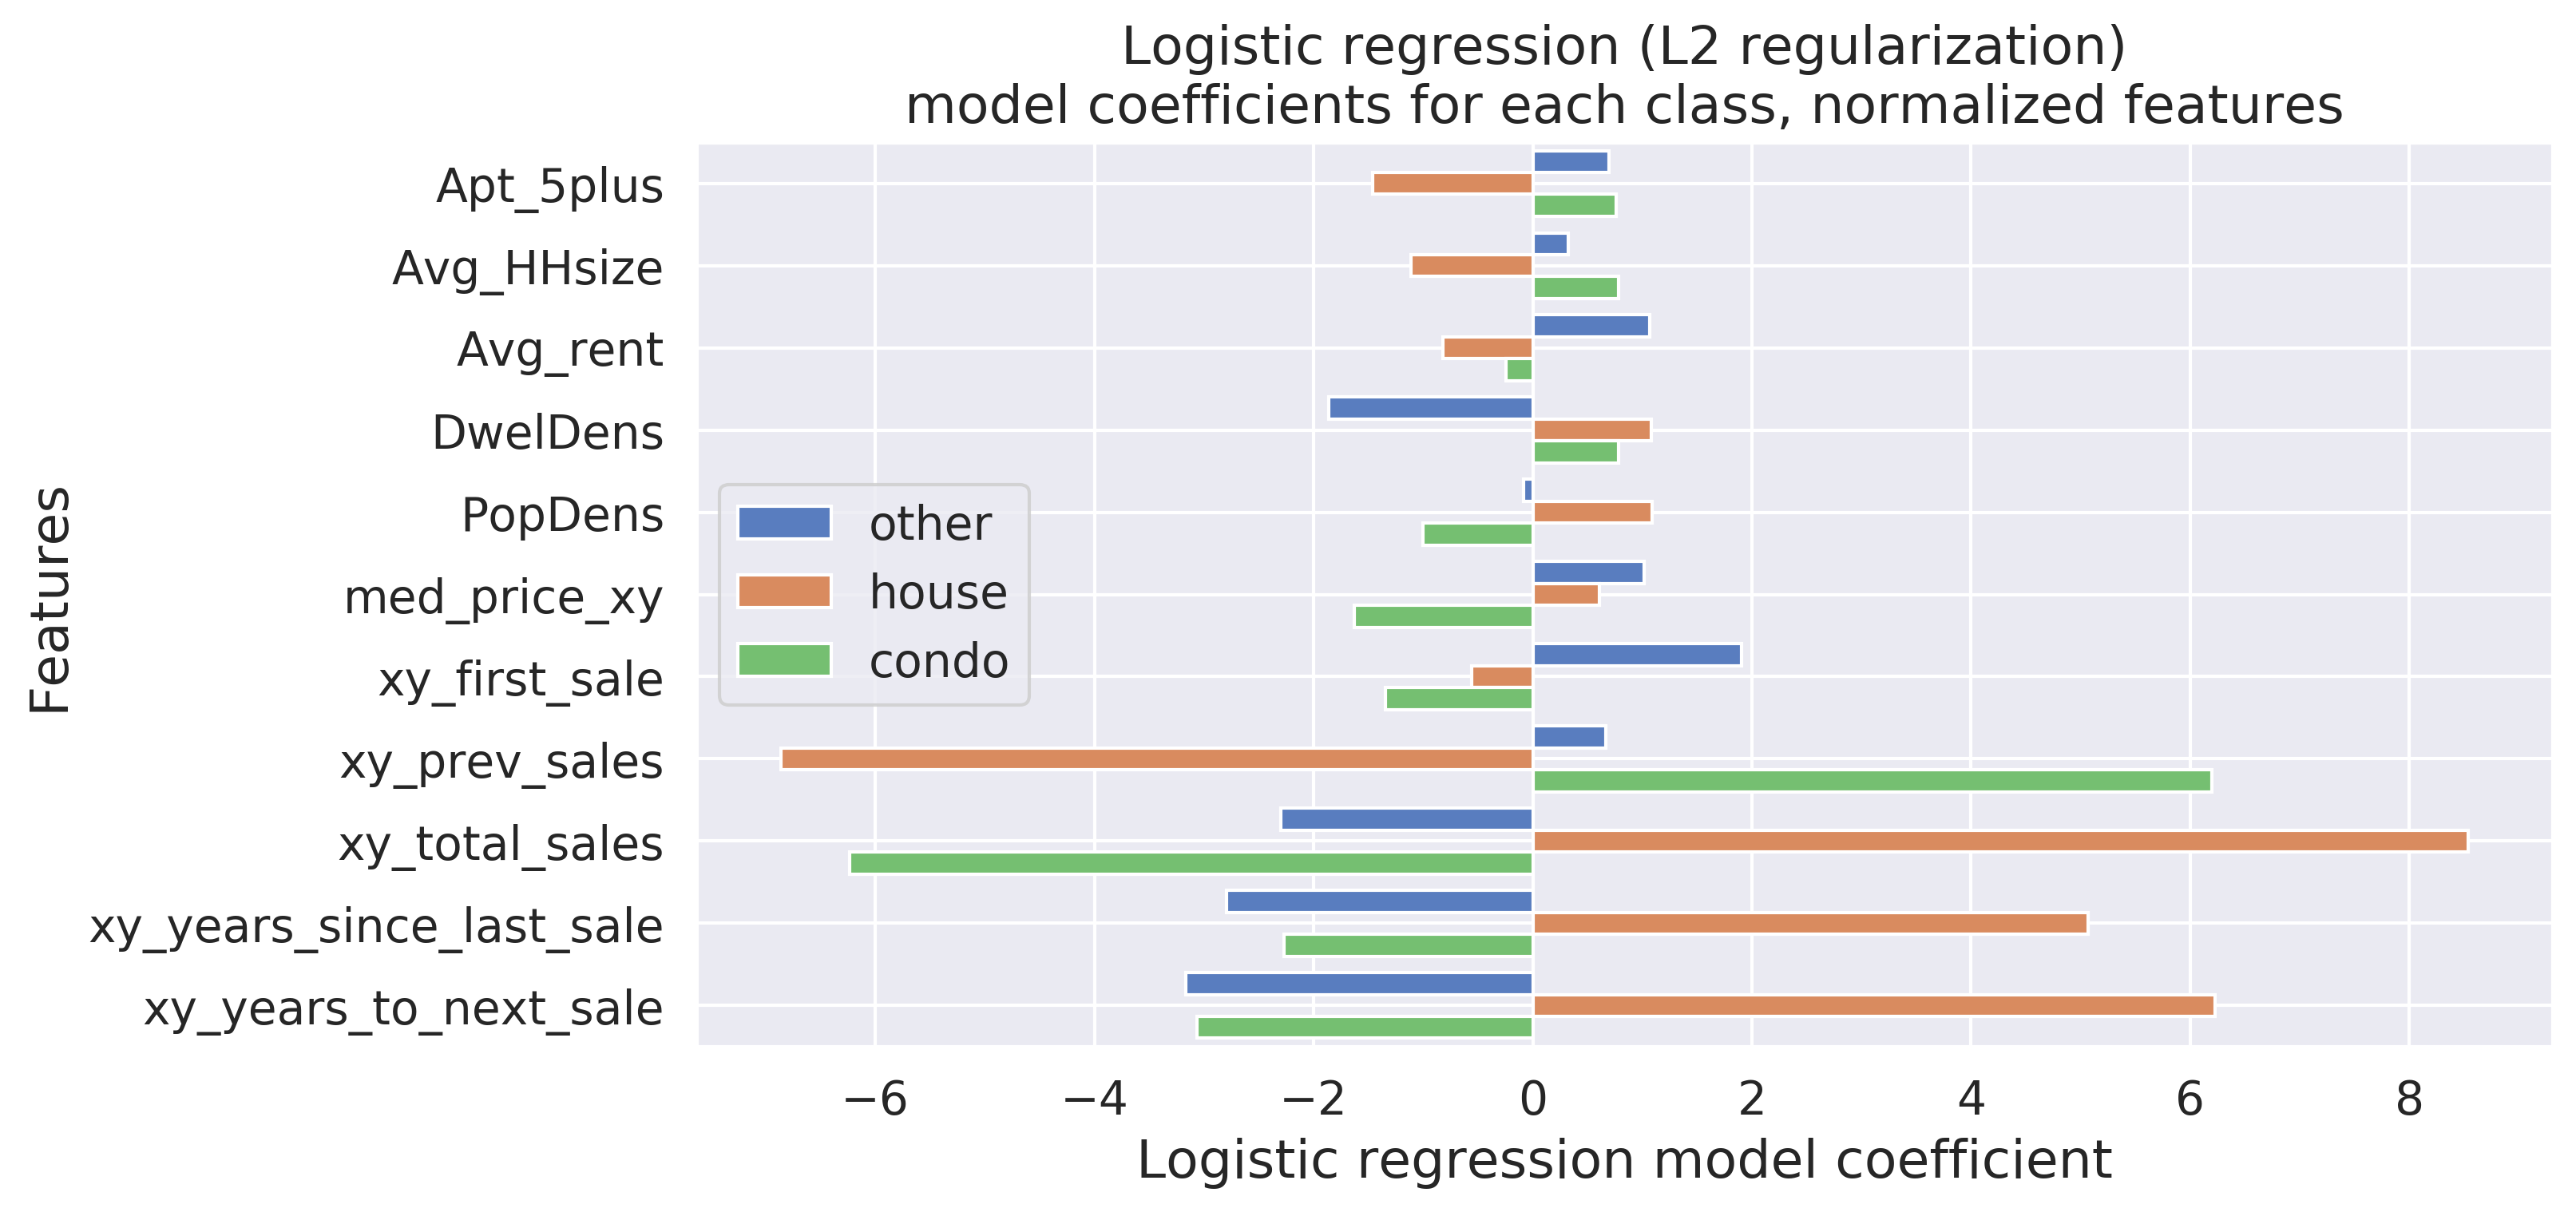 Logistic regression (L2 regularization)
model coefficients for each class, normalized features
Features
Apt_5plus
Avg_HHsize
Avg_rent
DwelDens
PopDens
med_price_xy
xy_first_sale
xy_prev_sales
xy_total_sales
xy_years_since_last_sale
xy_years_to_next_sale
other
house
condo
−6 −4 −2 0 2 4 6 8
Logistic regression model coefficient